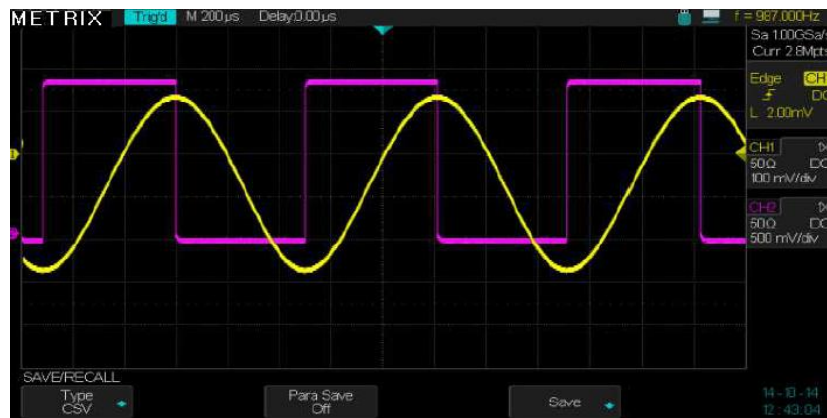 METRIX Trig'd M 200µs Delay:0.00µs f = 987.000Hz
Sa 1.00GSa/s
Curr 2.8Mpts
Edge CH1
DC
L 2.00mV
CH1
50Ω DC
100 mV/div
CH2
50Ω DC
500 mV/div
SAVE/RECALL
Type
CSV
Para Save
Off
Save
14-10-14
12:43:04